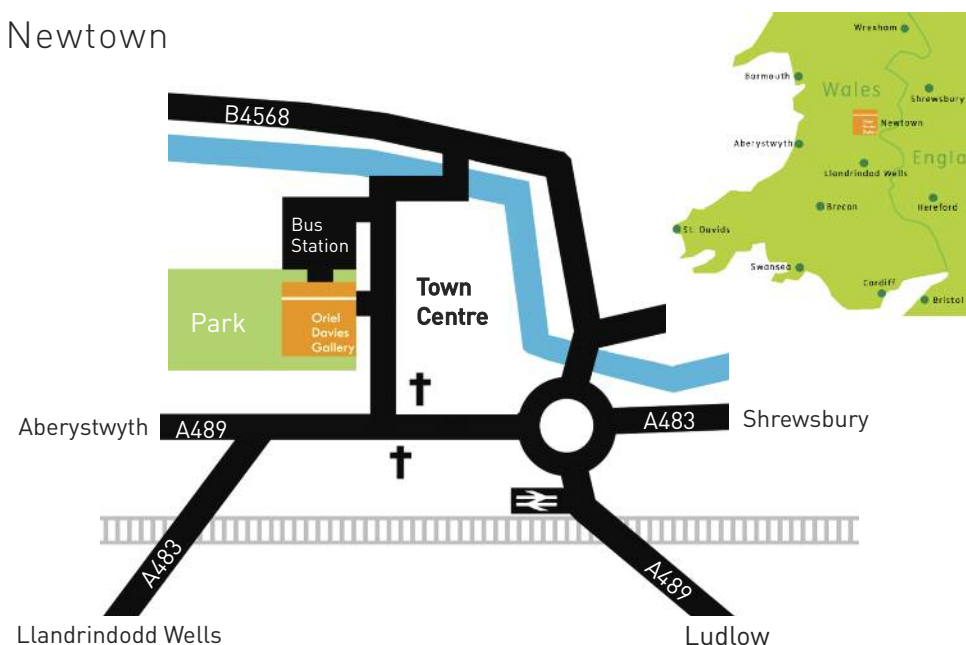 Newtown
B4568
Bus
Station
Park
Oriel
Davies
Gallery
Town
Centre
Aberystwyth
A489
A483
Shrewsbury
A483
A489
Llandrindodd Wells
Ludlow
Wrexham
Barmouth
Wales
Shrewsbury
Newtown
Aberystwyth
Engla
Llandrindod Wells
Brecon
Hereford
St. Davids
Swansea
Cardiff
Bristol